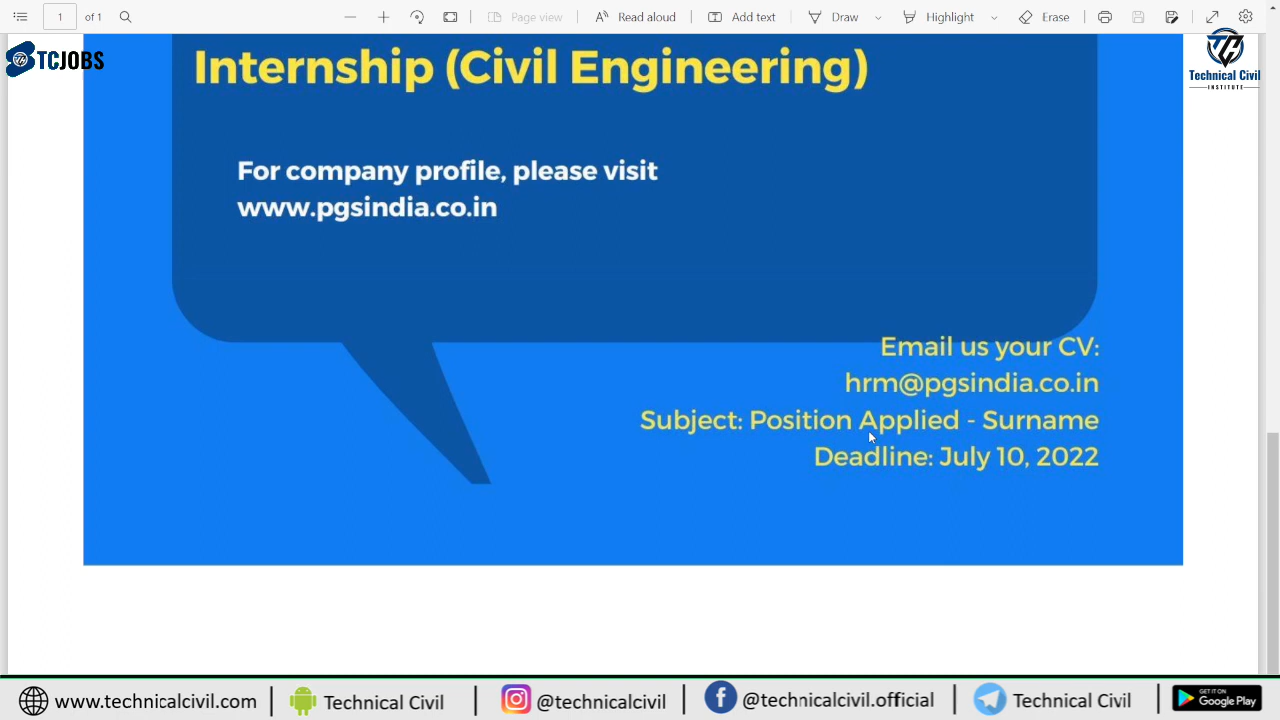 1 of 1 Page view Read aloud Add text Draw Highlight Erase
TCJOBS
Technical Civil
INSTITUTE
Internship (Civil Engineering)
For company profile, please visit
www.pgsindia.co.in
Email us your CV:
hrm@pgsindia.co.in
Subject: Position Applied - Surname
Deadline: July 10, 2022
www.technicalcivil.com Technical Civil @technicalcivil @technicalcivil.official Technical Civil GET IT ON Google Play